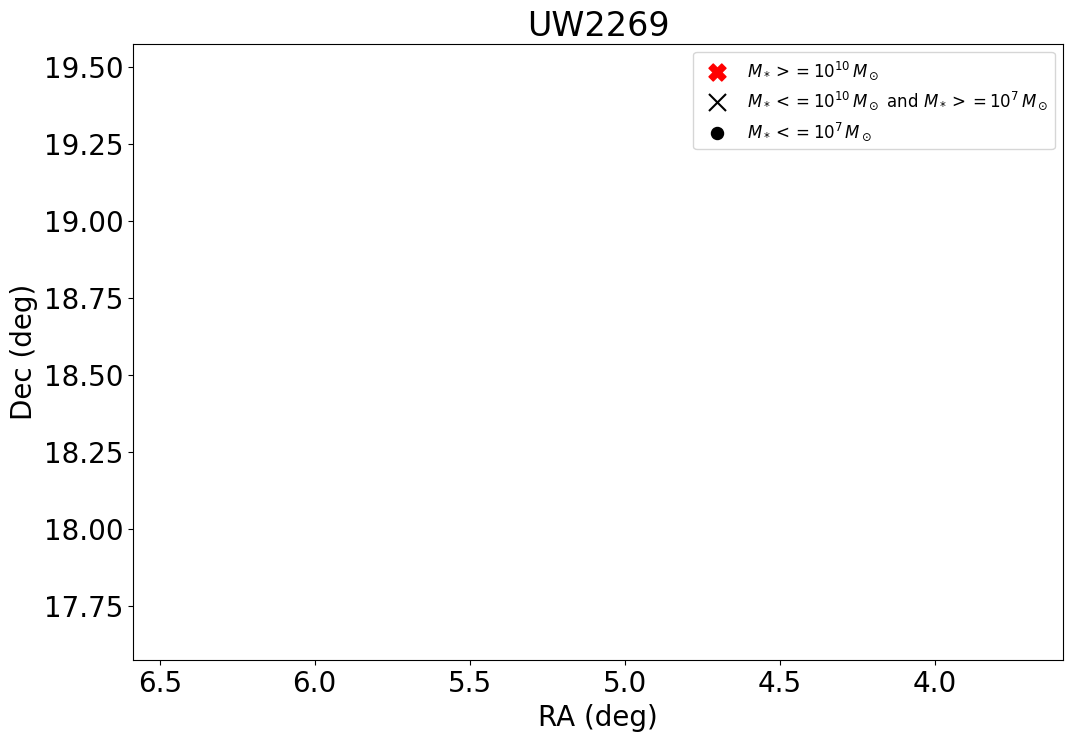 UW2269
19.50
19.25
19.00
18.75
18.50
18.25
18.00
17.75
Dec (deg)
M* >= 10^10 M⊙
M* <= 10^10 M⊙ and M* >= 10^7 M⊙
M* <= 10^7 M⊙
6.5 6.0 5.5 5.0 4.5 4.0
RA (deg)